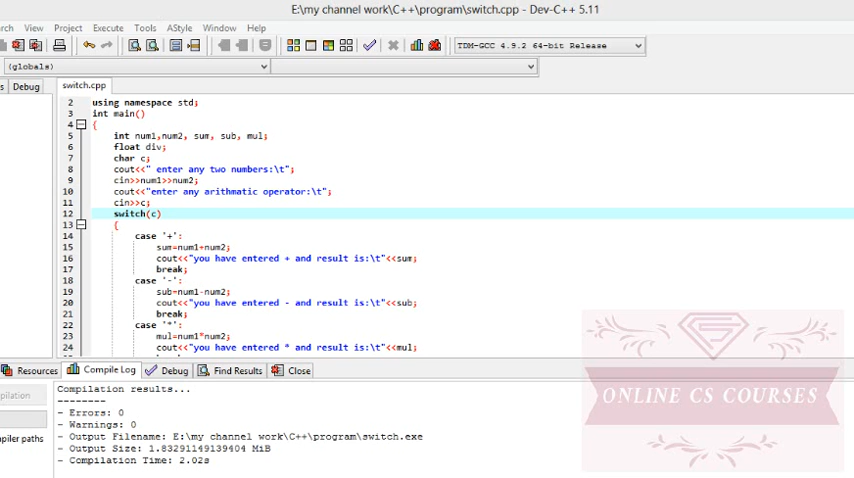 E:\my channel work\C++\program\switch.cpp - Dev-C++ 5.11
View Project Execute Tools AStyle Window Help
TDM-GCC 4.9.2 64-bit Release
(globals)
Debug switch.cpp
2 using namespace std;
3 int main()
4 {
5 int num1,num2, sum, sub, mul;
6 float div;
7 char c;
8 cout<<" enter any two numbers:\t";
9 cin>>num1>>num2;
10 cout<<"enter any arithmetic operator:\t";
11 cin>>c;
12 switch(c)
13 {
14 case '+':
15 sum=num1+num2;
16 cout<<"you have entered + and result is:\t"<<sum;
17 break;
18 case '-':
19 sub=num1-num2;
20 cout<<"you have entered - and result is:\t"<<sub;
21 break;
22 case '*':
23 mul=num1*num2;
24 cout<<"you have entered * and result is:\t"<<mul;
Resources Compile Log Debug Find Results Close
Compilation results...
--------
- Errors: 0
- Warnings: 0
- Output Filename: E:\my channel work\C++\program\switch.exe
- Output Size: 1.83291149139404 MiB
- Compilation Time: 2.02s
ONLINE CS COURSES